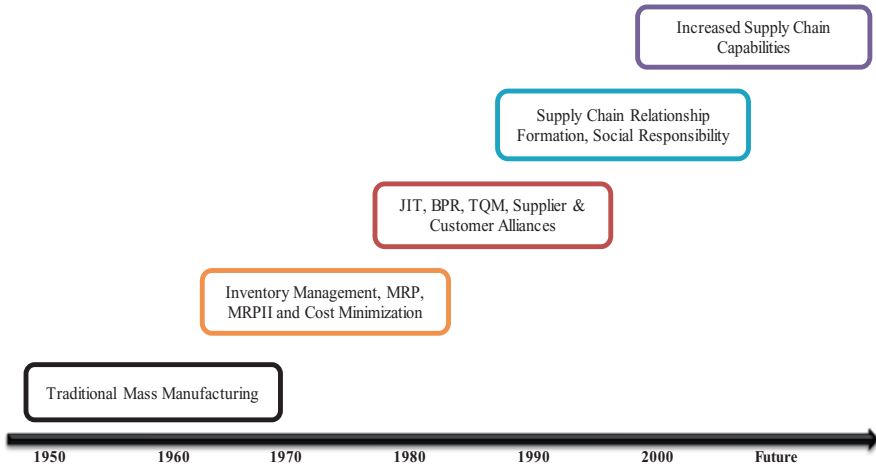 Increased Supply Chain
Capabilities
Supply Chain Relationship
Formation, Social Responsibility
JIT, BPR, TQM, Supplier &
Customer Alliances
Inventory Management, MRP,
MRPII and Cost Minimization
Traditional Mass Manufacturing
1950 1960 1970 1980 1990 2000 Future